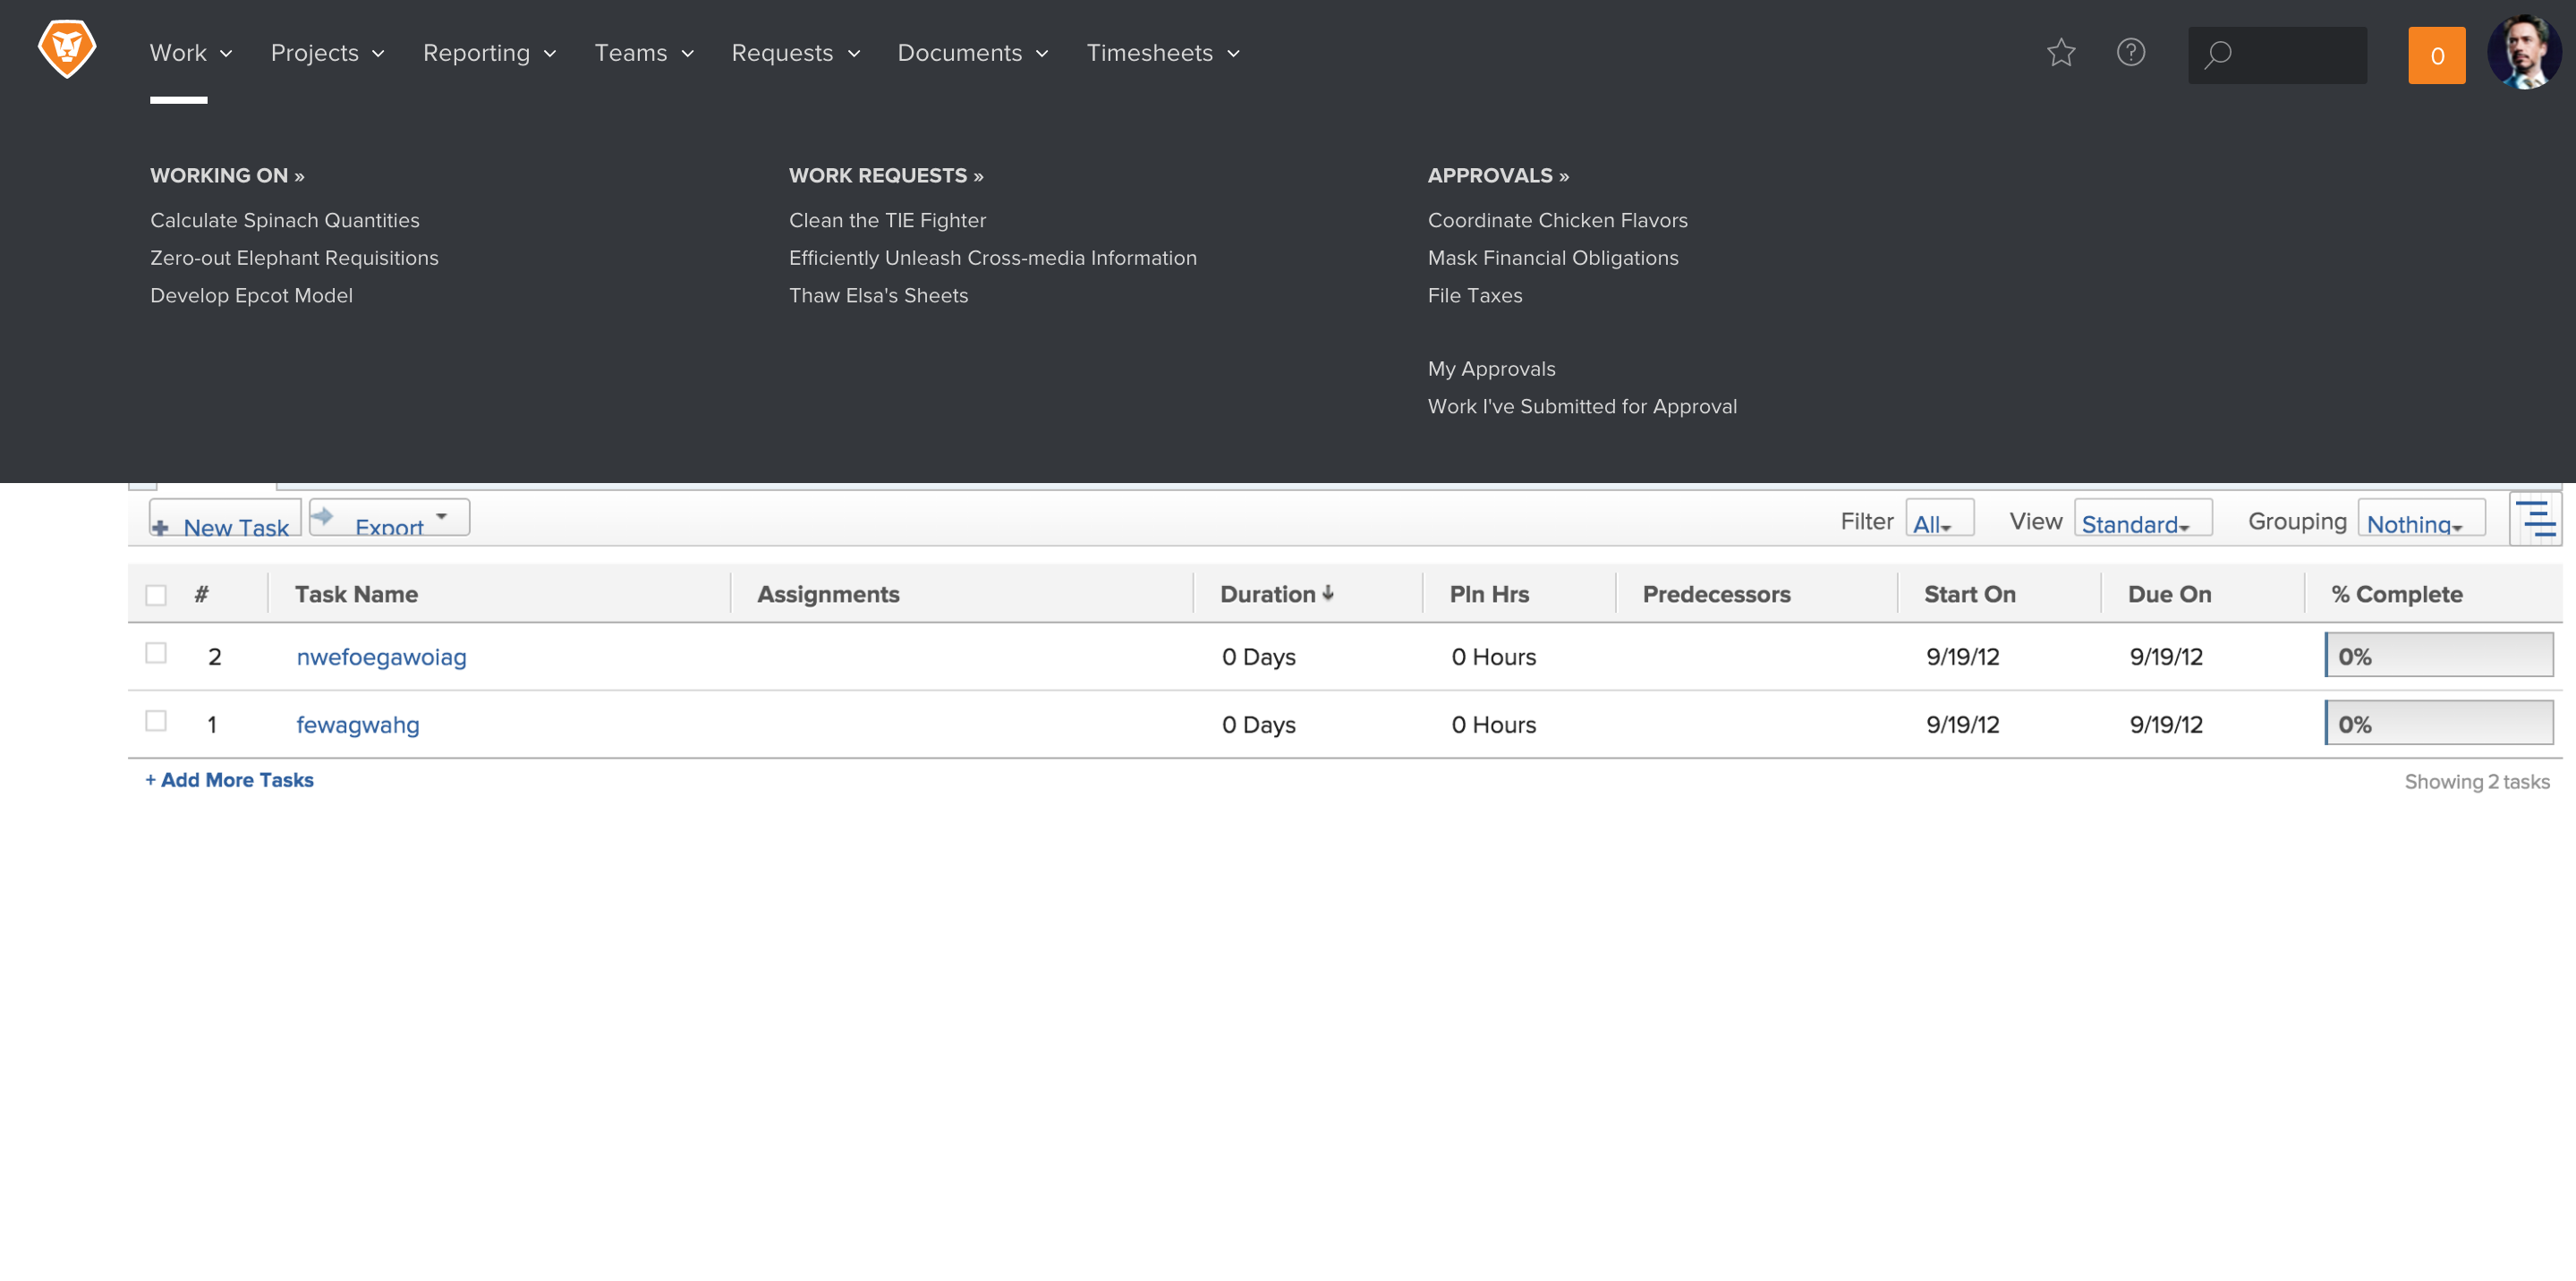 Work Projects Reporting Teams Requests Documents Timesheets ? 0
WORKING ON » WORK REQUESTS » APPROVALS »
Calculate Spinach Quantities Clean the TIE Fighter Coordinate Chicken Flavors
Zero-out Elephant Requisitions Efficiently Unleash Cross-media Information Mask Financial Obligations
Develop Epcot Model Thaw Elsa's Sheets File Taxes
My Approvals
Work I've Submitted for Approval
New Task Export Filter All View Standard Grouping Nothing
# Task Name Assignments Duration Pln Hrs Predecessors Start On Due On % Complete
2 nwefoegawoiag 0 Days 0 Hours 9/19/12 9/19/12 0%
1 fewagwahg 0 Days 0 Hours 9/19/12 9/19/12 0%
+ Add More Tasks Showing 2 tasks